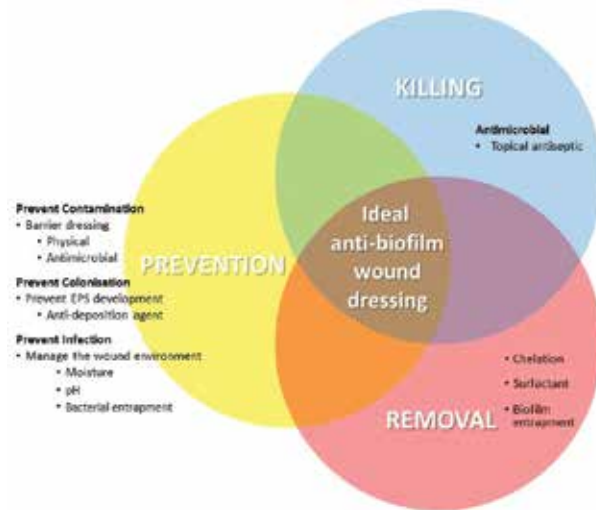 KILLING
Antimicrobial
• Topical antiseptic
Prevent Contamination
• Barrier dressing
• Physical
• Antimicrobial
Prevent Colonisation
• Prevent EPS development
• Anti-deposition agent
Prevent Infection
• Manage the wound environment
• Moisture
• pH
• Bacterial entrapment
PREVENTION
Ideal
anti-biofilm
wound
dressing
• Chelation
• Surfactant
• Biofilm
entrapment
REMOVAL